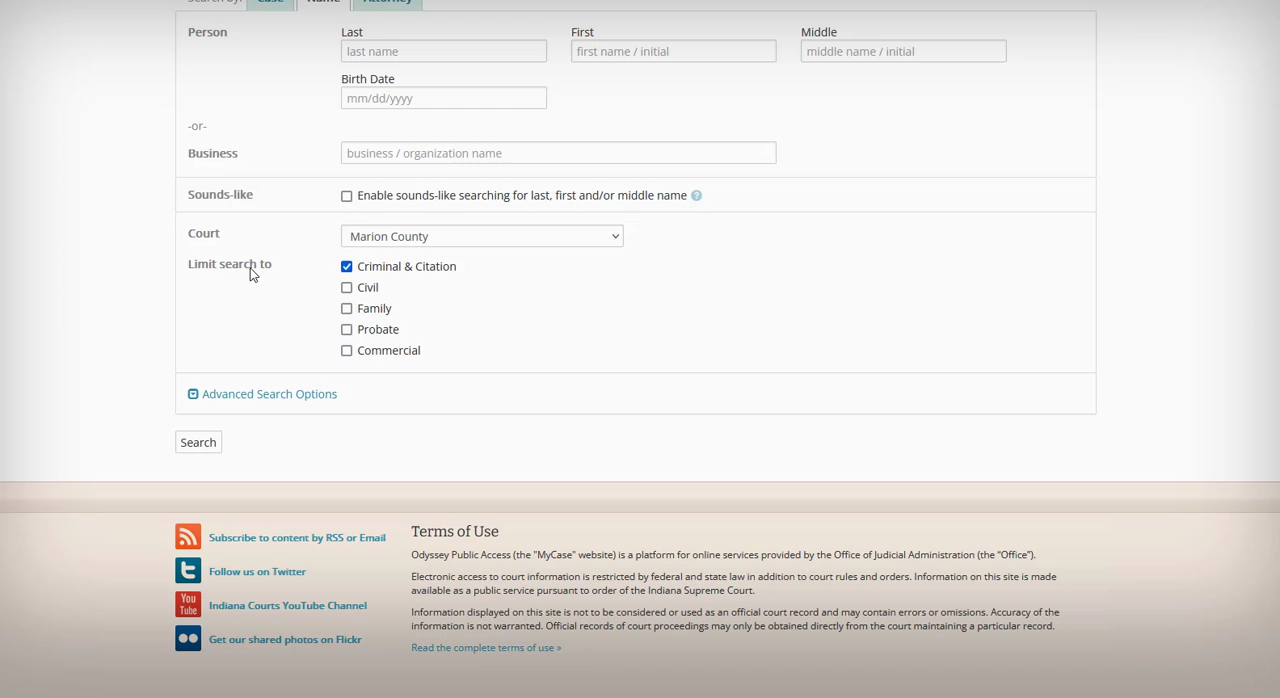 Search by: Case Name Attorney
Person
Last First Middle
last name first name / initial middle name / initial
Birth Date
mm/dd/yyyy
-or-
Business business / organization name
Sounds-like Enable sounds-like searching for last, first and/or middle name ?
Court Marion County
Limit search to Criminal & Citation
Civil
Family
Probate
Commercial
Advanced Search Options
Search
Subscribe to content by RSS or Email
Follow us on Twitter
You Tube Indiana Courts YouTube Channel
Get our shared photos on Flickr
Terms of Use
Odyssey Public Access (the "MyCase" website) is a platform for online services provided by the Office of Judicial Administration (the “Office”).
Electronic access to court information is restricted by federal and state law in addition to court rules and orders. Information on this site is made
available as a public service pursuant to order of the Indiana Supreme Court.
Information displayed on this site is not to be considered or used as an official court record and may contain errors or omissions. Accuracy of the
information is not warranted. Official records of court proceedings may only be obtained directly from the court maintaining a particular record.
Read the complete terms of use »